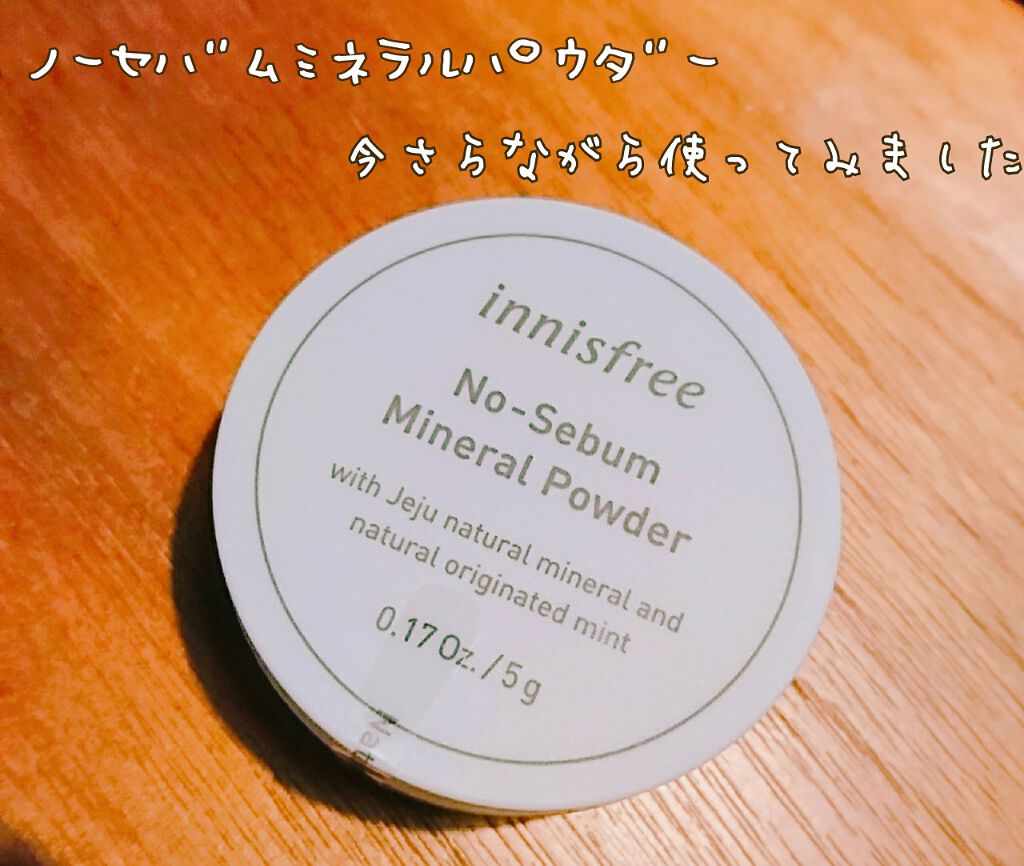 ノーセバムミネラルパウダー
今さらながら使ってみました
innisfree
No-Sebum
Mineral Powder
with Jeju natural mineral and
natural originated mint
0.17 Oz. / 5 g